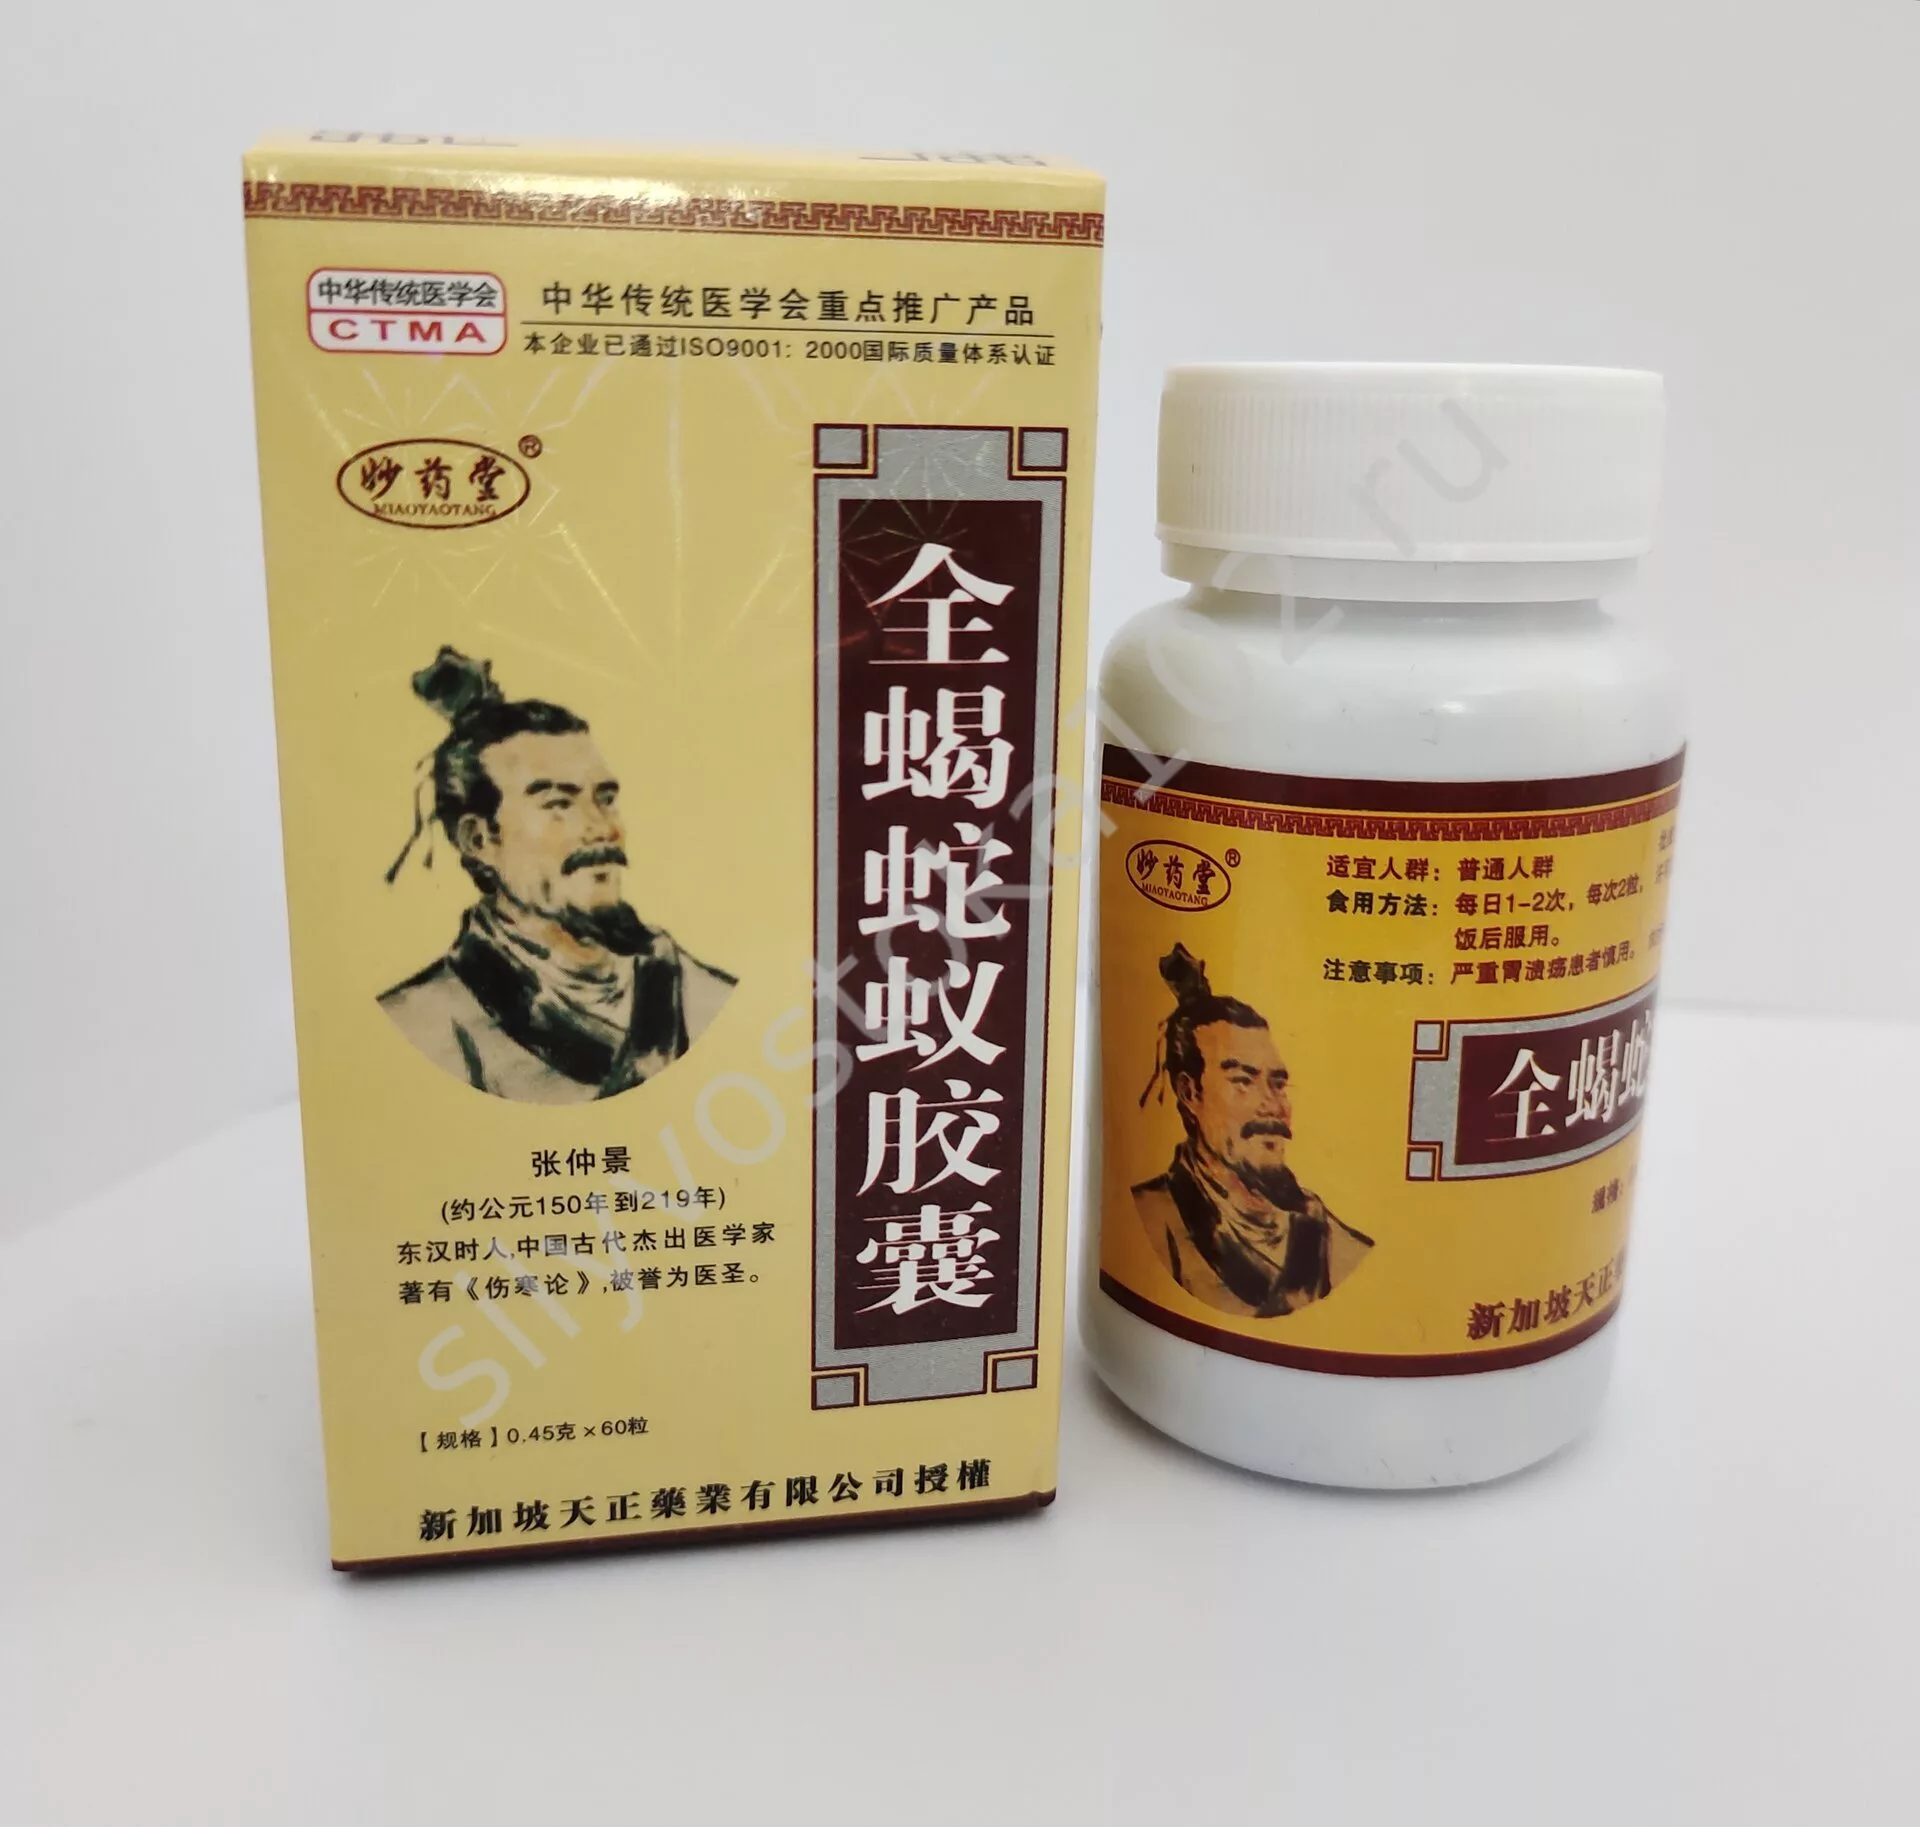 中华传统医学会
CTMA
中华传统医学会重点推广产品
本企业已通过ISO9001: 2000国际质量体系认证
妙药堂®
MIAOYAOTANG
全蝎蛇蚁胶囊
张仲景
(约公元150年到219年)
东汉时人,中国古代杰出医学家
著有《伤寒论》,被誉为医圣。
【规格】0.45克×60粒
新加坡天正藥業有限公司授權
妙药堂®
MIAOYAOTANG
适宜人群：普通人群
食用方法：每日1-2次，每次2粒，
饭后服用。
注意事项：严重胃溃疡患者慎用。
全蝎蛇
规格：
新加坡天正藥
silyvostoka102.ru